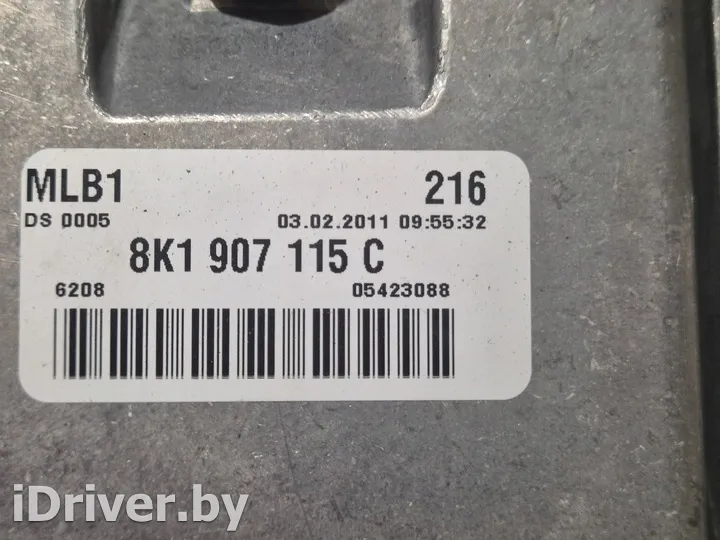 MLB1 216
DS 0005 03.02.2011 09:55:32
8K1 907 115 C
6208 05423088
iDriver.by